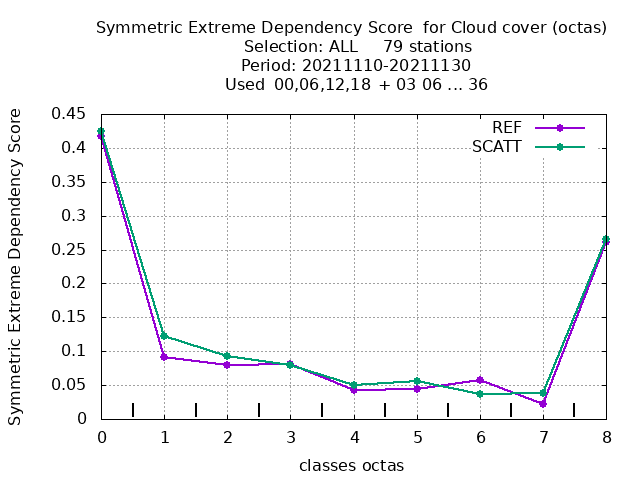 Symmetric Extreme Dependency Score  for Cloud cover (octas)
Selection: ALL     79 stations
Period: 20211110-20211130
Used  00,06,12,18  + 03 06 ... 36
REF
SCATT
Symmetric Extreme Dependency Score
0.45
0.4
0.35
0.3
0.25
0.2
0.15
0.1
0.05
0
0 1 2 3 4 5 6 7 8
classes octas